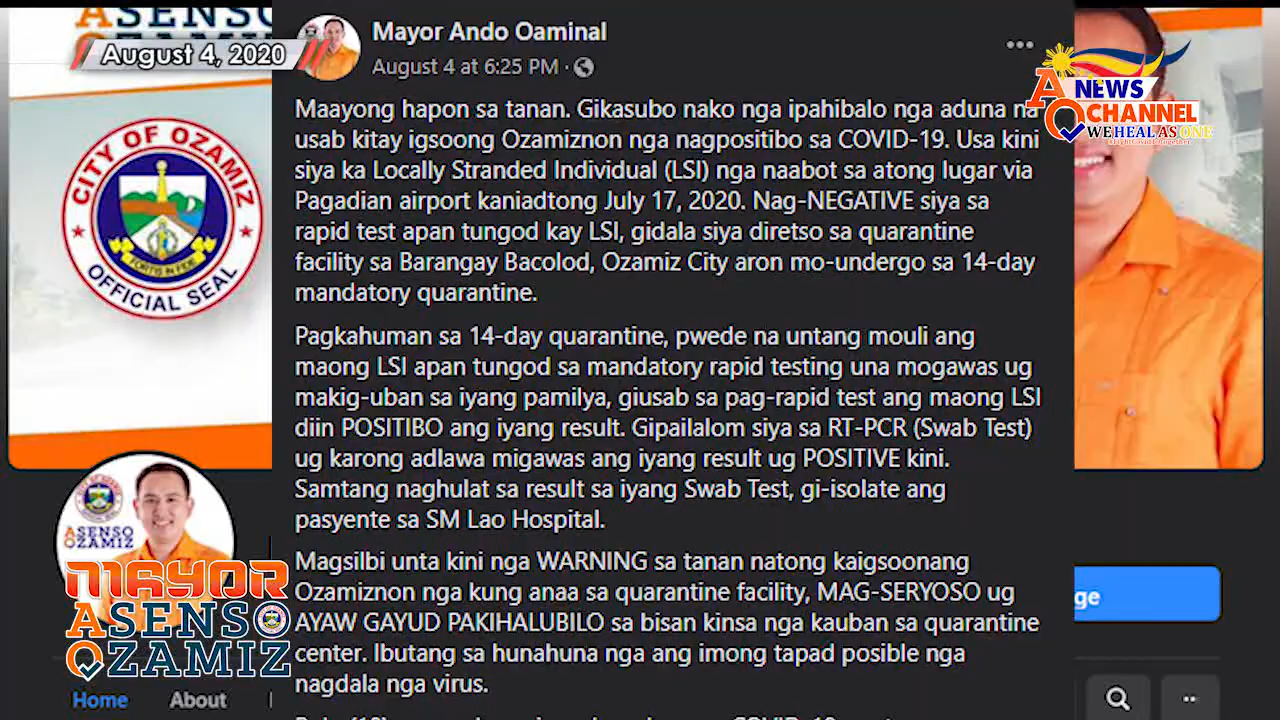 ASENSO
August 4, 2020
Mayor Ando Oaminal
August 4 at 6:25 PM ·
A NEWS
CHANNEL
WE HEAL AS ONE
CITY OF OZAMIZ
FORTIS IN FIDE
OFFICIAL SEAL
Maayong hapon sa tanan. Gikasubo nako nga ipahibalo nga aduna na
usab kitay igsoong Ozamiznon nga nagpositibo sa COVID-19. Usa kini
siya ka Locally Stranded Individual (LSI) nga naabot sa atong lugar via
Pagadian airport kaniadtong July 17, 2020. Nag-NEGATIVE siya sa
rapid test apan tungod kay LSI, gidala siya diretso sa quarantine
facility sa Barangay Bacolod, Ozamiz City aron mo-undergo sa 14-day
mandatory quarantine.
Pagkahuman sa 14-day quarantine, pwede na untang mouli ang
maong LSI apan tungod sa mandatory rapid testing una mogawas ug
makig-uban sa iyang pamilya, giusab sa pag-rapid test ang maong LSI
diin POSITIBO ang iyang result. Gipailalom siya sa RT-PCR (Swab Test)
ug karong adlawa migawas ang iyang result ug POSITIVE kini.
Samtang naghulat sa result sa iyang Swab Test, gi-isolate ang
pasyente sa SM Lao Hospital.
Magsilbi unta kini nga WARNING sa tanan natong kaigsoonang
Ozamiznon nga kung anaa sa quarantine facility, MAG-SERYOSO ug
AYAW GAYUD PAKIHALUBILO sa bisan kinsa nga kauban sa quarantine
center. Ibutang sa hunahuna nga ang imong tapad posible nga
nagdala nga virus.
ASENSO
OZAMIZ
MAYOR
ASENSO
OZAMIZ
ge
Home About